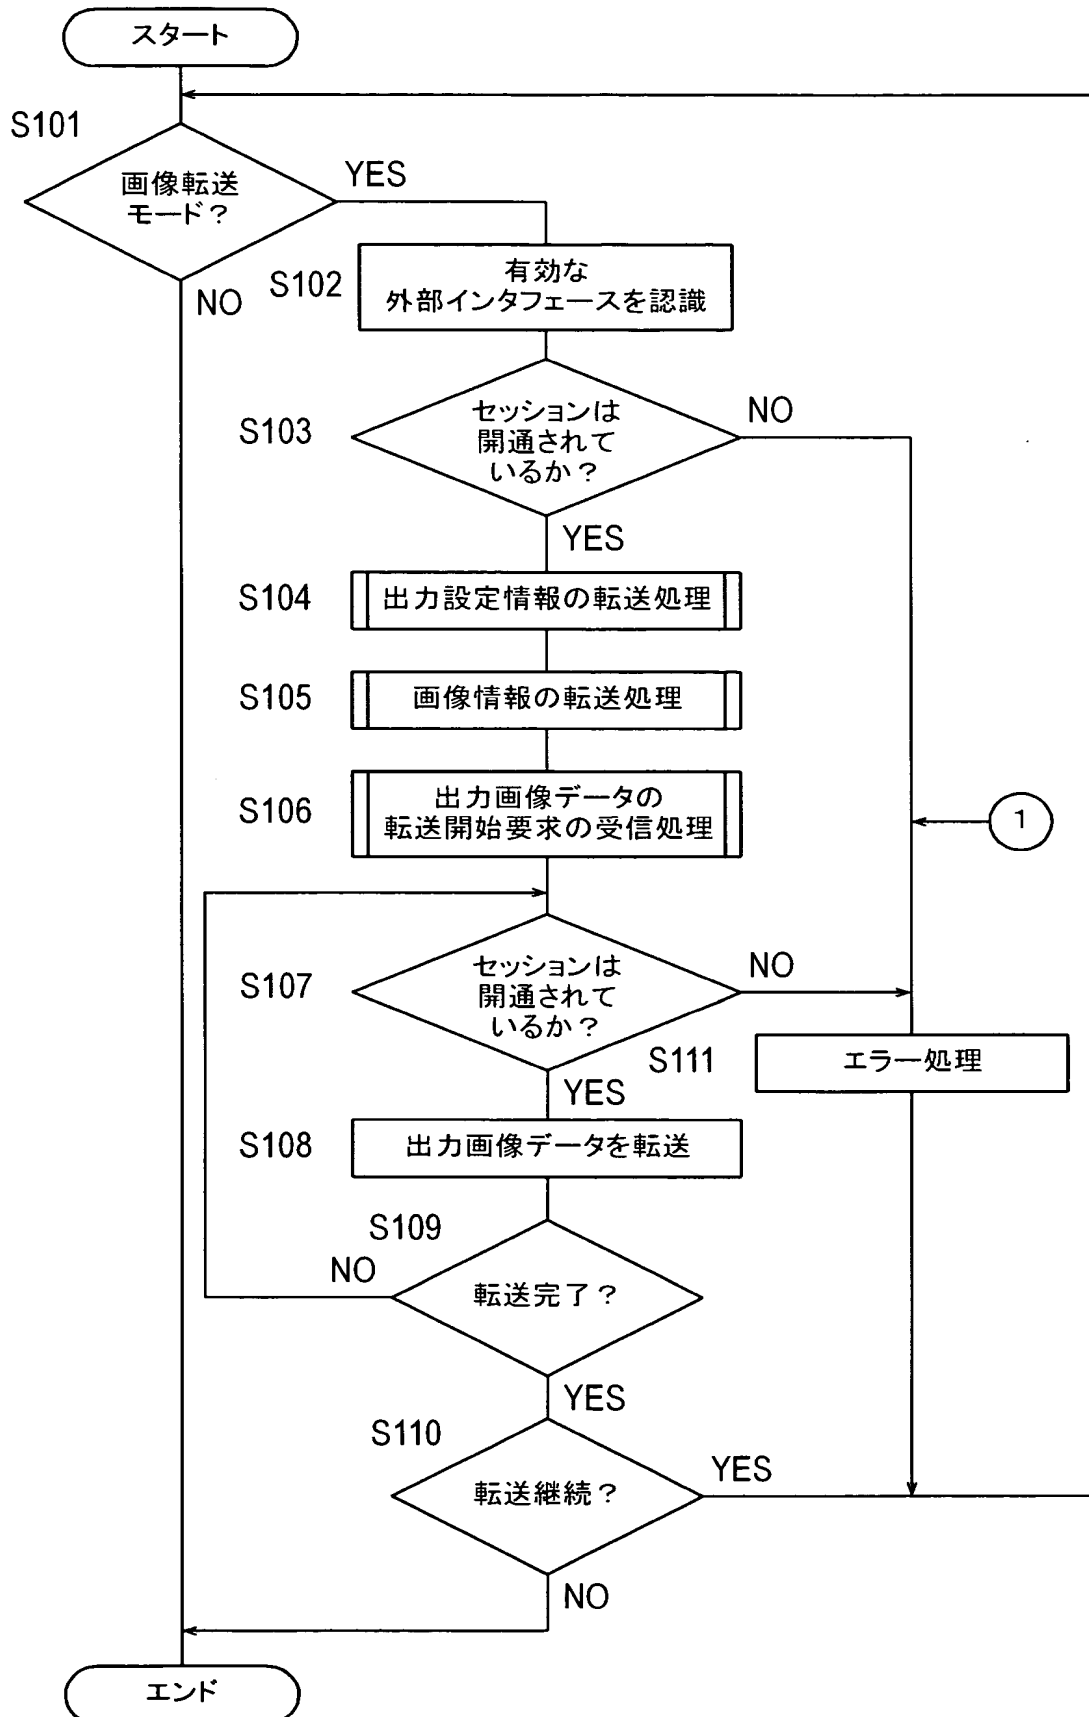 スタート
S101
画像転送
モード？
YES
NO
S102
有効な
外部インタフェースを認識
S103
セッションは
開通されて
いるか？
NO
YES
S104
出力設定情報の転送処理
S105
画像情報の転送処理
S106
出力画像データの
転送開始要求の受信処理
1
S107
セッションは
開通されて
いるか？
NO
YES
S111
エラー処理
S108
出力画像データを転送
S109
転送完了？
NO
YES
S110
転送継続？
YES
NO
エンド